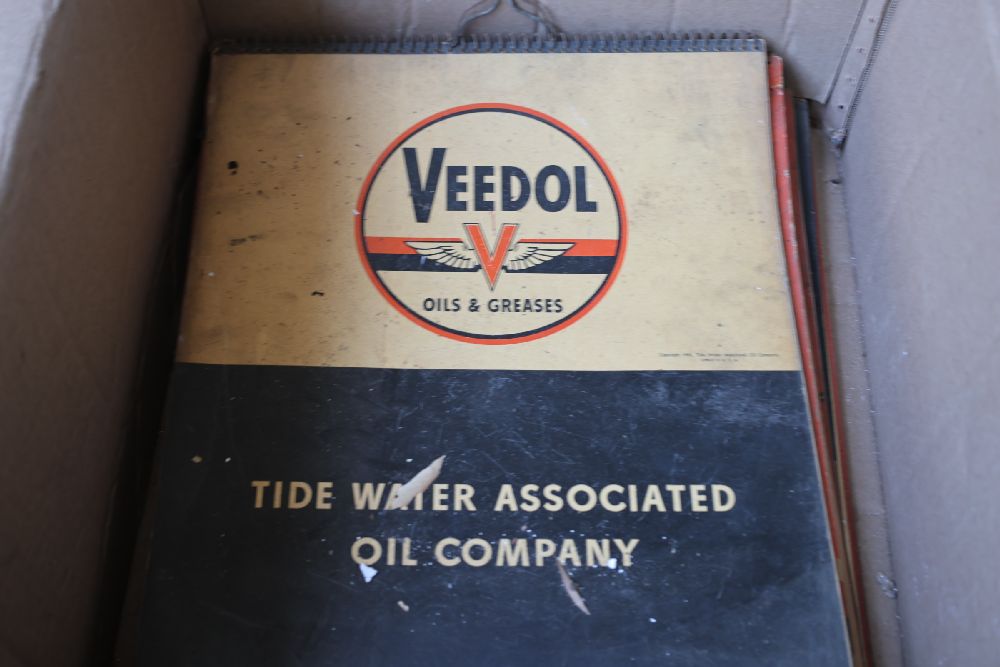 VEEDOL
V
OILS & GREASES
TIDE WATER ASSOCIATED
OIL COMPANY